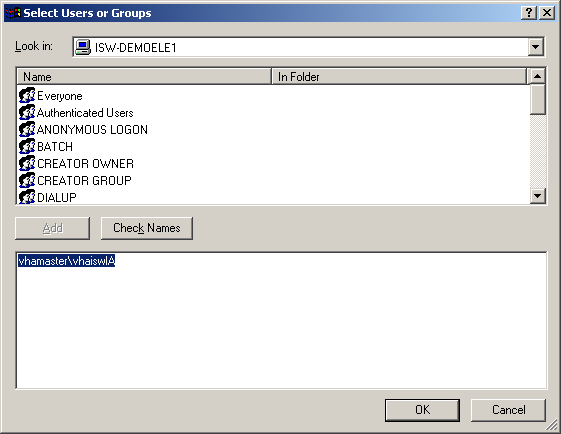 Select Users or Groups
Look in: ISW-DEMOELE1
Name In Folder
Everyone
Authenticated Users
ANONYMOUS LOGON
BATCH
CREATOR OWNER
CREATOR GROUP
DIALUP
Add Check Names
vhamaster\vhaiswIA
OK Cancel